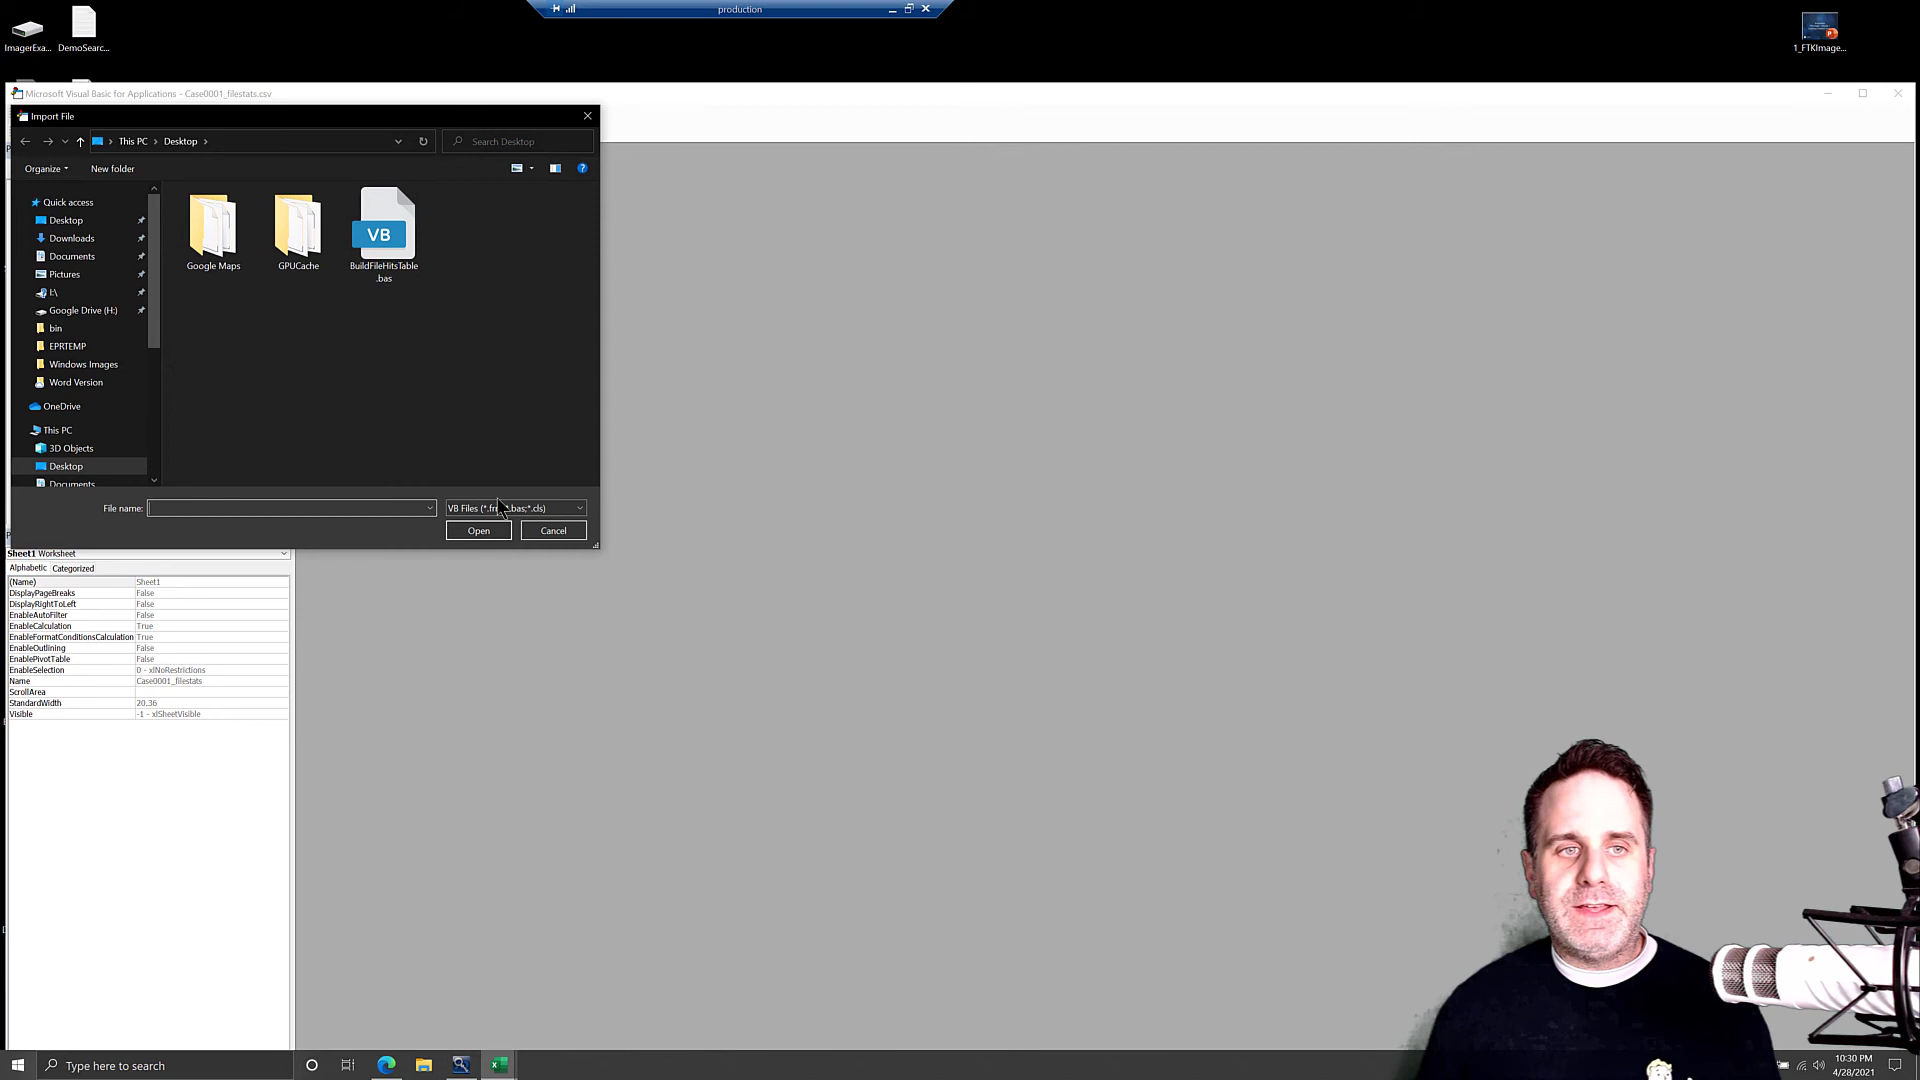 production
ImagerExa...
DemoSearc...
1_FTKImage...
Microsoft Visual Basic for Applications - Case0001_filestats.csv
Import File
This PC
Desktop
Search Desktop
Organize
New folder
Quick access
Desktop
Downloads
Documents
Pictures
I:\
Google Drive (H:)
bin
EPRTEMP
Windows Images
Word Version
OneDrive
This PC
3D Objects
Desktop
Documents
Google Maps
GPUCache
VB
BuildFileHitsTable
.bas
File name:
VB Files
Open
Cancel
Sheet1 Worksheet
Alphabetic Categorized
(Name) Sheet1
DisplayPageBreaks False
DisplayRightToLeft False
EnableAutoFilter False
EnableCalculation True
EnableFormatConditionsCalculation True
EnableOutlining False
EnablePivotTable False
EnableSelection 0 - xlNoRestrictions
Name Case0001_filestats
ScrollArea
StandardWidth 20.36
Visible -1 - xlSheetVisible
Type here to search
10:30 PM
4/28/2021